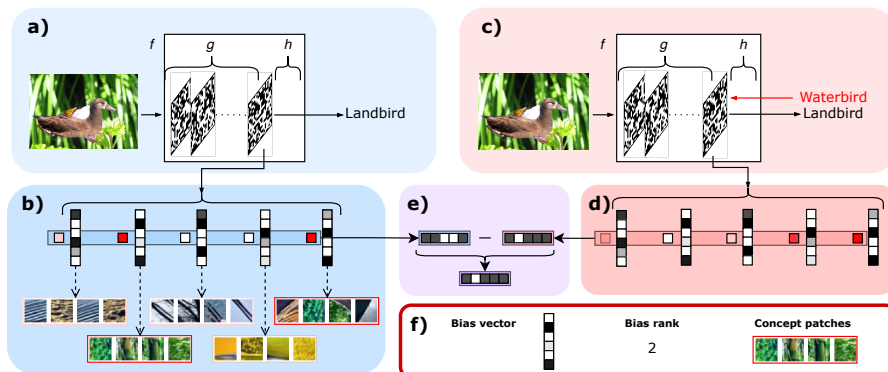 a)
f
g
h
Landbird
b)
c)
f
g
h
Waterbird
Landbird
d)
e)
f)
Bias vector
Bias rank
2
Concept patches